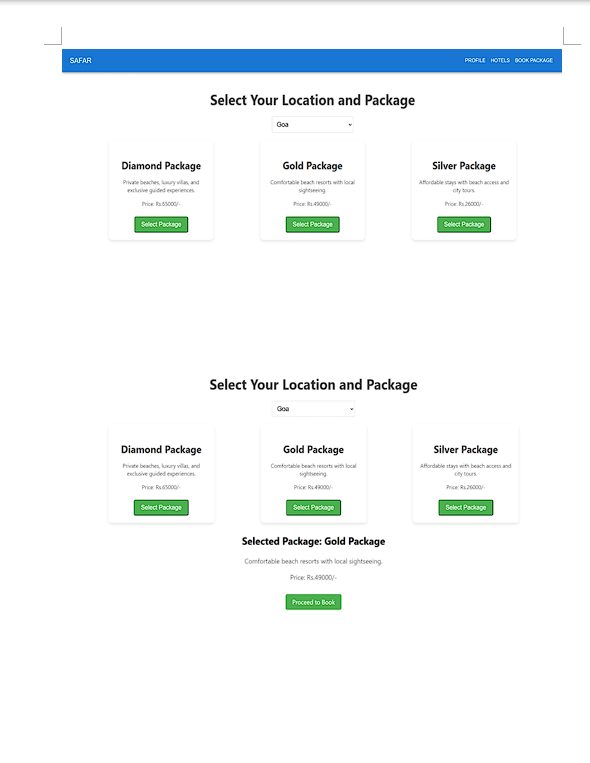 SAFAR
PROFILE HOTELS BOOK PACKAGE
Select Your Location and Package
Goa
Diamond Package
Private beaches, luxury villas, and
exclusive guided experiences.
Price: Rs.65000/-
Select Package
Gold Package
Comfortable beach resorts with local
sightseeing.
Price: Rs.49000/-
Select Package
Silver Package
Affordable stays with beach access and
city tours.
Price: Rs.26000/-
Select Package
Select Your Location and Package
Goa
Diamond Package
Private beaches, luxury villas, and
exclusive guided experiences.
Price: Rs.65000/-
Select Package
Gold Package
Comfortable beach resorts with local
sightseeing.
Price: Rs.49000/-
Select Package
Silver Package
Affordable stays with beach access and
city tours.
Price: Rs.26000/-
Select Package
Selected Package: Gold Package
Comfortable beach resorts with local sightseeing.
Price: Rs.49000/-
Proceed to Book